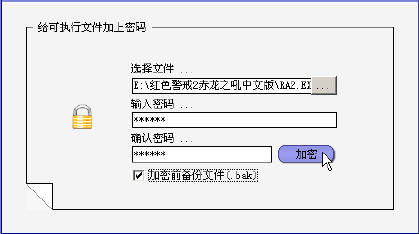 给可执行文件加上密码
选择文件 ...
E:\红色警戒2赤龙之吼中文版\RA2.EX
...
输入密码 ...
******
确认密码 ...
******
加密
加密前备份文件(.bak)